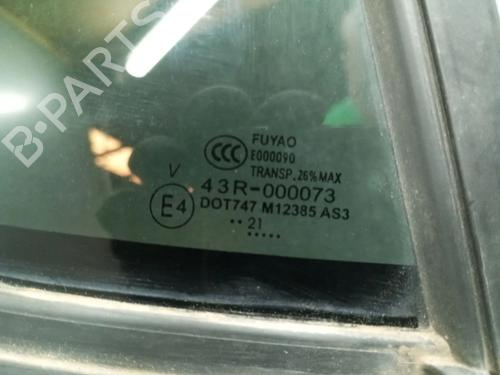 B-PARTS
CCC
FUYAO
E000090
TRANSP. 26% MAX
V
43R-000073
E4
DOT747 M12385 AS3
•• 21
•••••